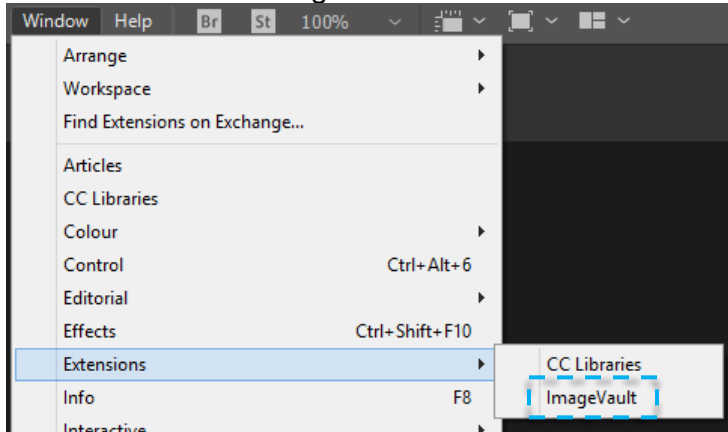 Window Help Br St 100%
Arrange
Workspace
Find Extensions on Exchange...
Articles
CC Libraries
Colour
Control Ctrl+Alt+6
Editorial
Effects Ctrl+Shift+F10
Extensions
CC Libraries
Info F8
ImageVault
Interactive